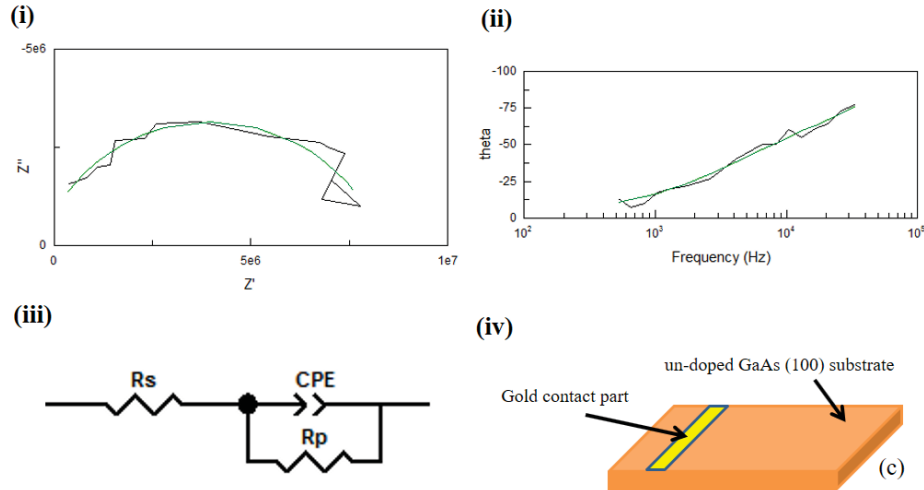 (i)
-5e6
Z''
0
0
5e6
1e7
Z'
(ii)
-100
-75
-50
-25
0
theta
10² 10³ 10⁴ 10⁵
Frequency (Hz)
(iii)
Rs
CPE
Rp
(iv)
un-doped GaAs (100) substrate
Gold contact part
(c)